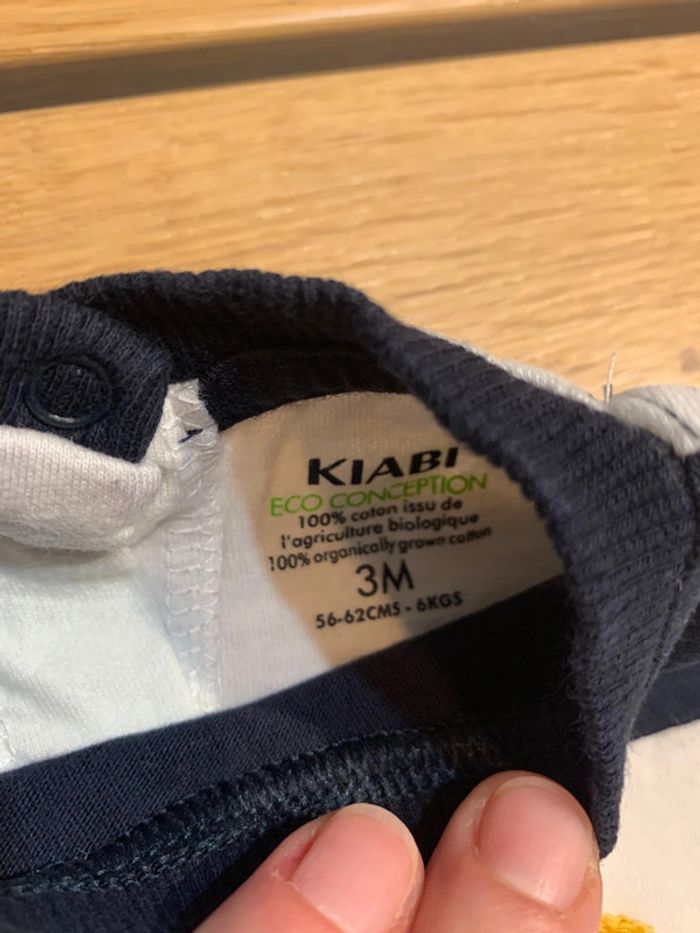 KIABI
ECO CONCEPTION
100% coton issu de
l'agriculture biologique
100% organically grown cotton
3M
56-62CMS - 6KGS